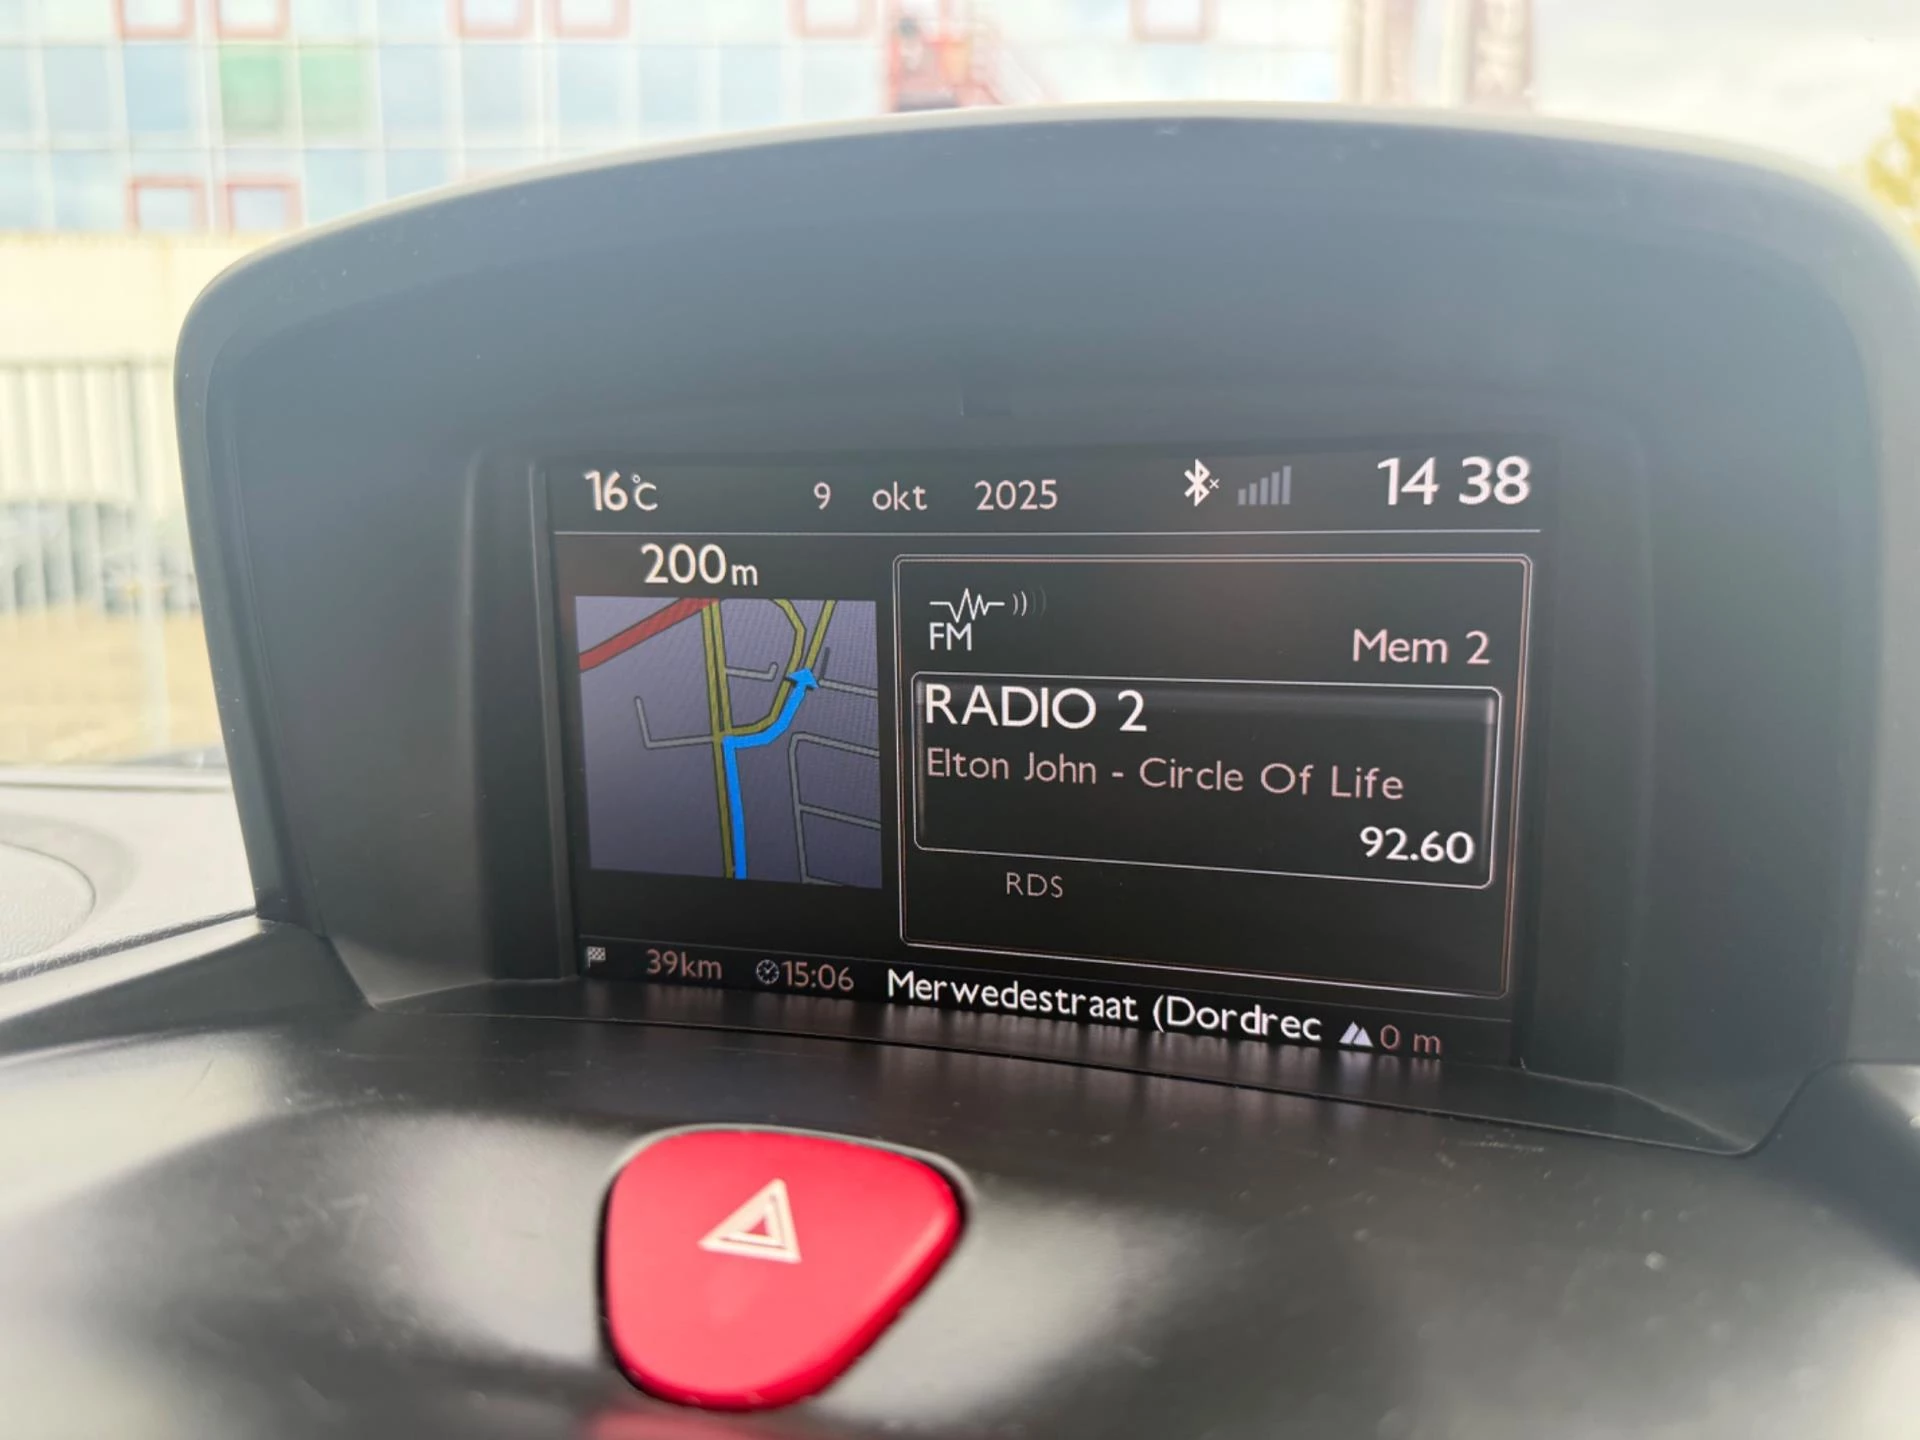 16°C 9 okt 2025 14 38
200m
FM
Mem 2
RADIO 2
Elton John - Circle Of Life
92.60
RDS
39km 15:06 Merwedestraat (Dordrec 0 m